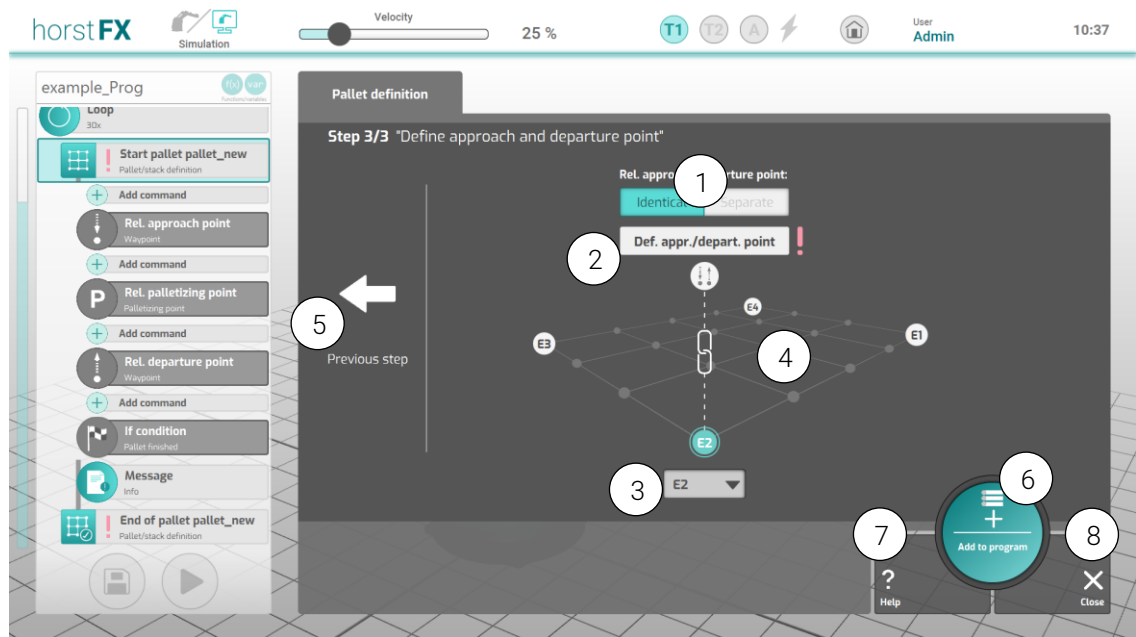 horstFX
Simulation
Velocity
25 %
T1
T2
A
User
Admin
10:37
example_Prog
f(x)
var
Functions/variables
Loop
30x
Start pallet pallet_new
Pallet/stack definition
Add command
Rel. approach point
Waypoint
Add command
P
Rel. palletizing point
Palletizing point
Add command
Rel. departure point
Waypoint
Add command
If condition
Pallet finished
Message
Info
End of pallet pallet_new
Pallet/stack definition
Pallet definition
Step 3/3 "Define approach and departure point"
Rel. appro
rture point:
1
Identica
Separate
2
Def. appr./depart. point
5
Previous step
E4
E3
E1
4
E2
3
E2
6
Add to program
7
?
Help
8
Close